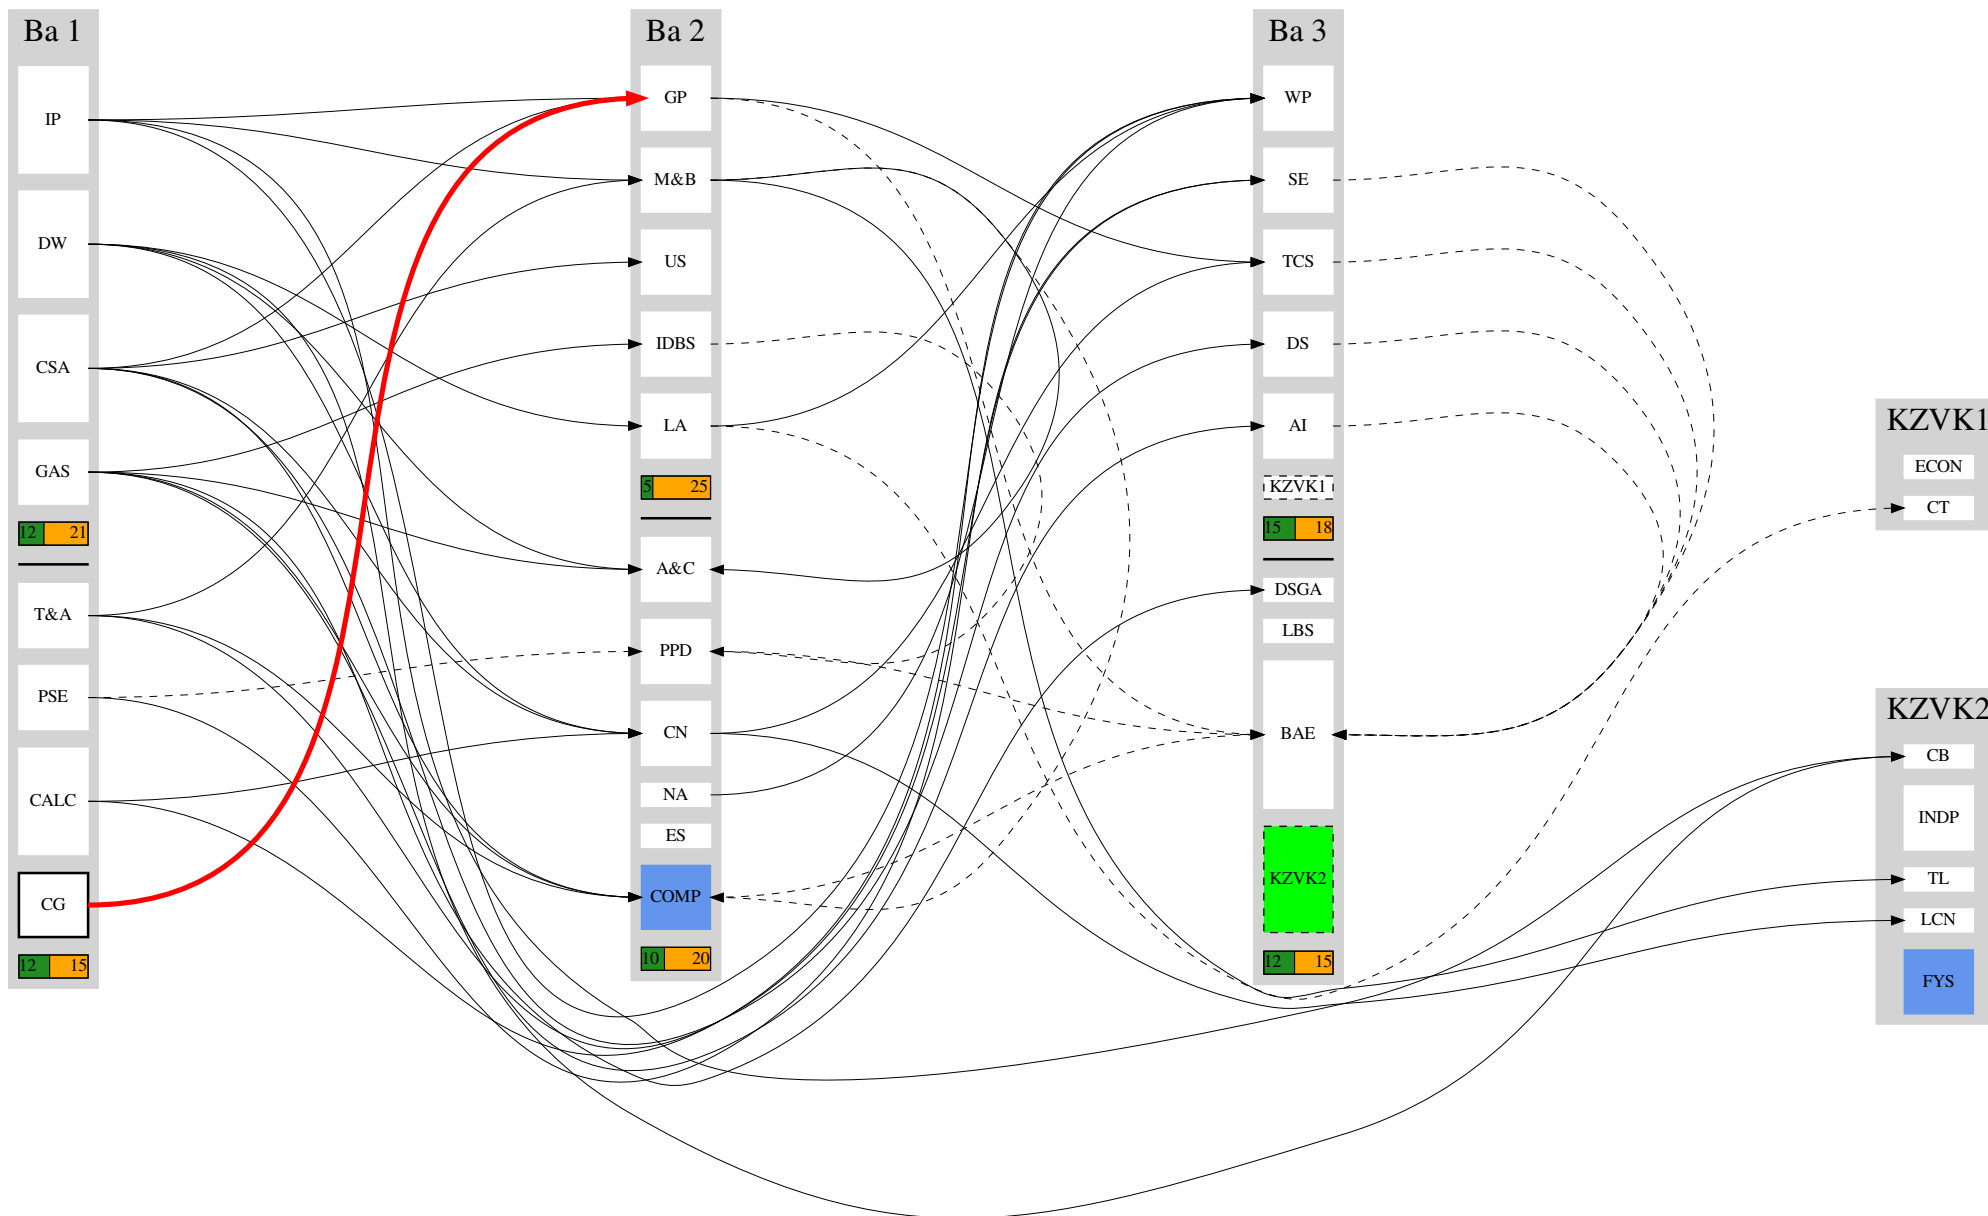 Ba 1
IP
DW
CSA
GAS
12 21
T&A
PSE
CALC
CG
12 15
Ba 2
GP
M&B
US
IDBS
LA
5 25
A&C
PPD
CN
NA
ES
COMP
10 20
Ba 3
WP
SE
TCS
DS
AI
KZVK1
15 18
DSGA
LBS
BAE
KZVK2
12 15
KZVK1
ECON
CT
KZVK2
CB
INDP
TL
LCN
FYS